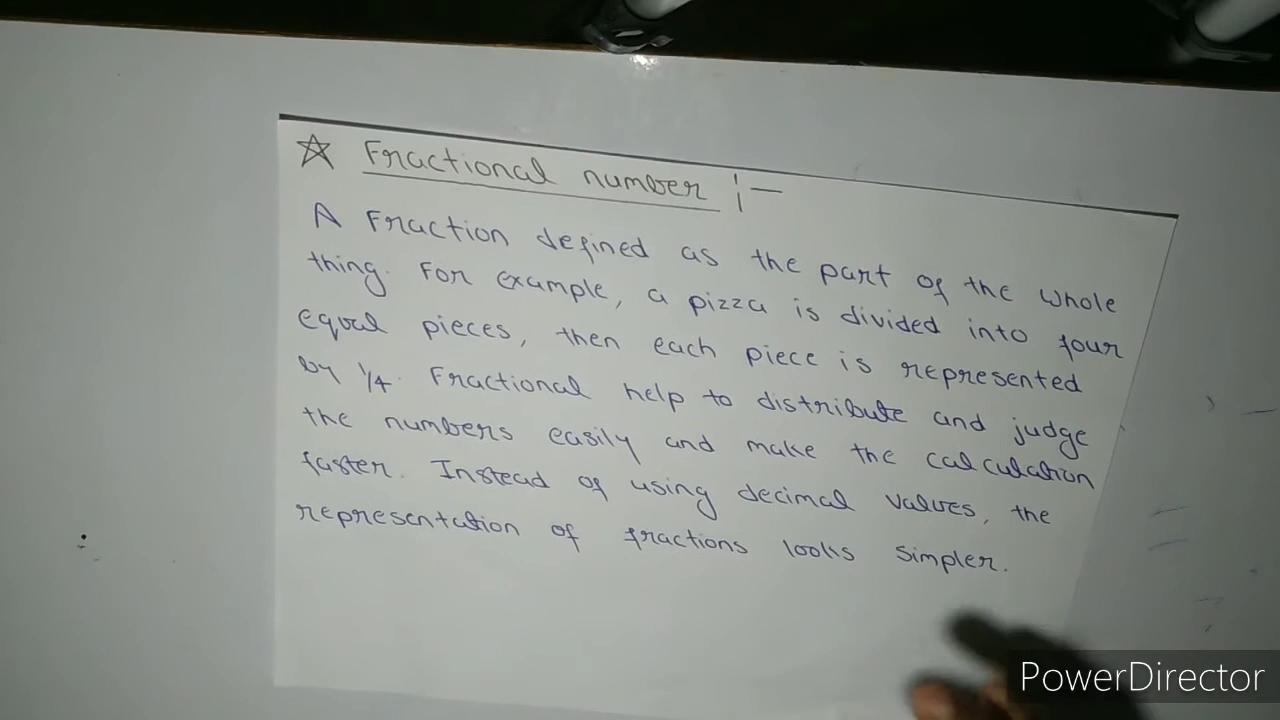 ☆ Fractional number :-
A Fraction defined as the part of the whole
thing. For example, a pizza is divided into four
equal pieces, then each piece is represented
by 1/4. Fractional help to distribute and judge
the numbers easily and make the calculation
faster. Instead of using decimal values, the
representation of fractions looks simpler.
PowerDirector